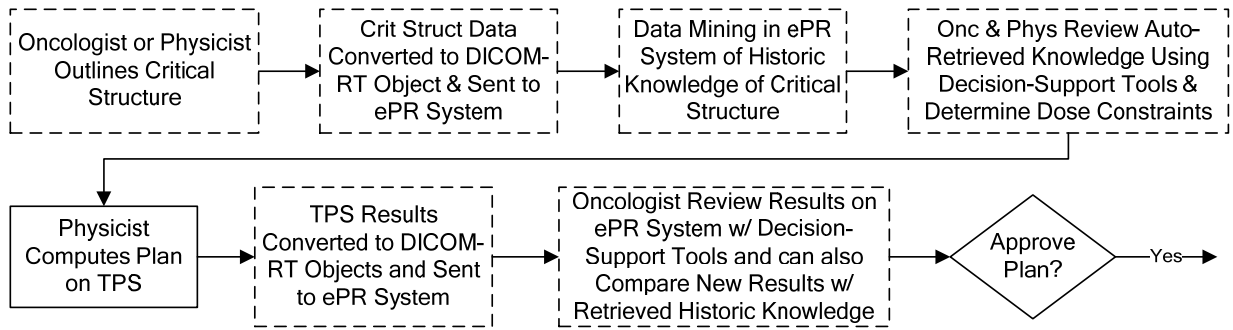 Oncologist or Physicist
Outlines Critical
Structure
Crit Struct Data
Converted to DICOM-
RT Object & Sent to
ePR System
Data Mining in ePR
System of Historic
Knowledge of Critical
Structure
Onc & Phys Review Auto-
Retrieved Knowledge Using
Decision-Support Tools &
Determine Dose Constraints
Physicist
Computes Plan
on TPS
TPS Results
Converted to DICOM-
RT Objects and Sent
to ePR System
Oncologist Review Results on
ePR System w/ Decision-
Support Tools and can also
Compare New Results w/
Retrieved Historic Knowledge
Approve
Plan?
Yes